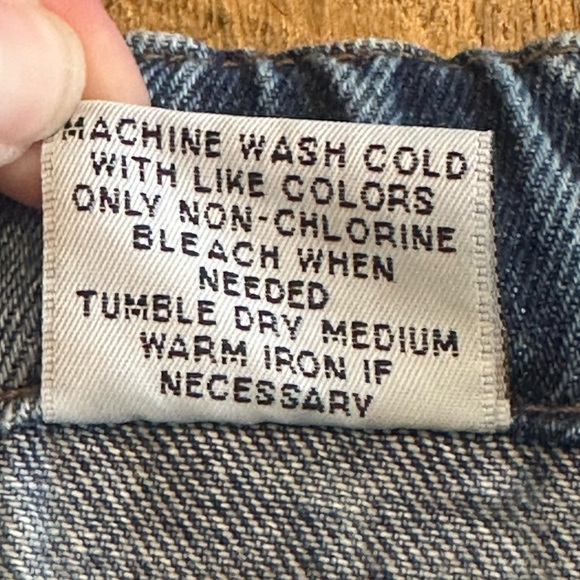 MACHINE WASH COLD
WITH LIKE COLORS
ONLY NON-CHLORINE
BLEACH WHEN
NEEDED
TUMBLE DRY MEDIUM
WARM IRON IF
NECESSARY